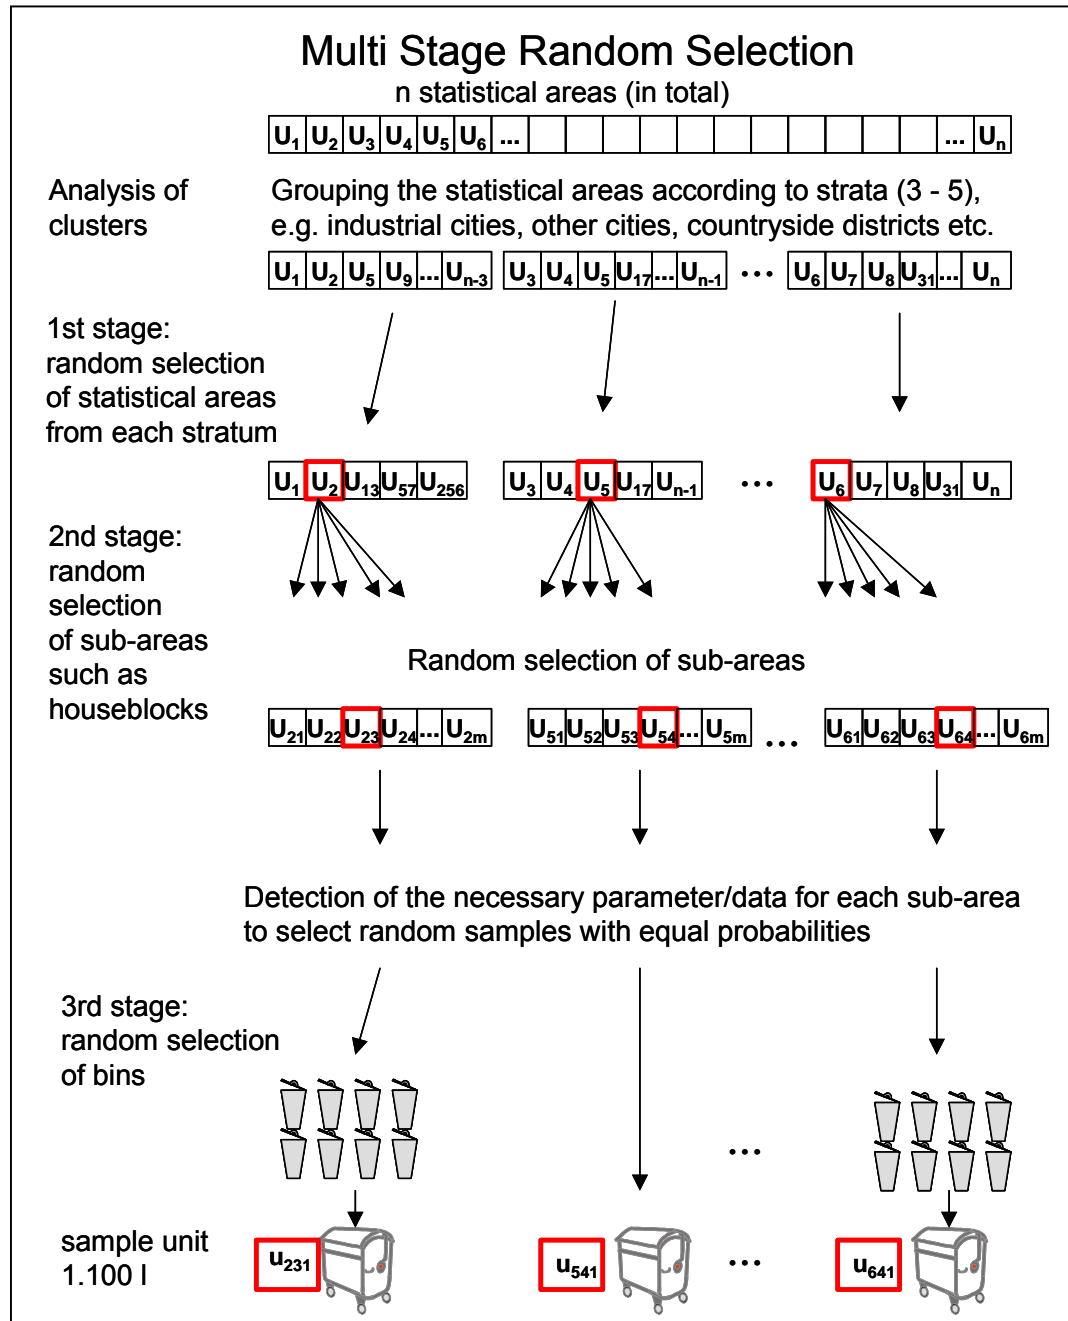 Multi Stage Random Selection
n statistical areas (in total)
U1 U2 U3 U4 U5 U6 ... ... Un
Analysis of
clusters
Grouping the statistical areas according to strata (3 - 5),
e.g. industrial cities, other cities, countryside districts etc.
U1 U2 U5 U9 ... Un-3 U3 U4 U5 U17 ... Un-1 ... U6 U7 U8 U31 ... Un
1st stage:
random selection
of statistical areas
from each stratum
U1 U2 U13 U57 U256 U3 U4 U5 U17 Un-1 ... U6 U7 U8 U31 Un
2nd stage:
random
selection
of sub-areas
such as
houseblocks
Random selection of sub-areas
U21 U22 U23 U24 ... U2m U51 U52 U53 U54 ... U5m ... U61 U62 U63 U64 ... U6m
Detection of the necessary parameter/data for each sub-area
to select random samples with equal probabilities
3rd stage:
random selection
of bins
...
sample unit
1.100 l
u231 u541 ... u641